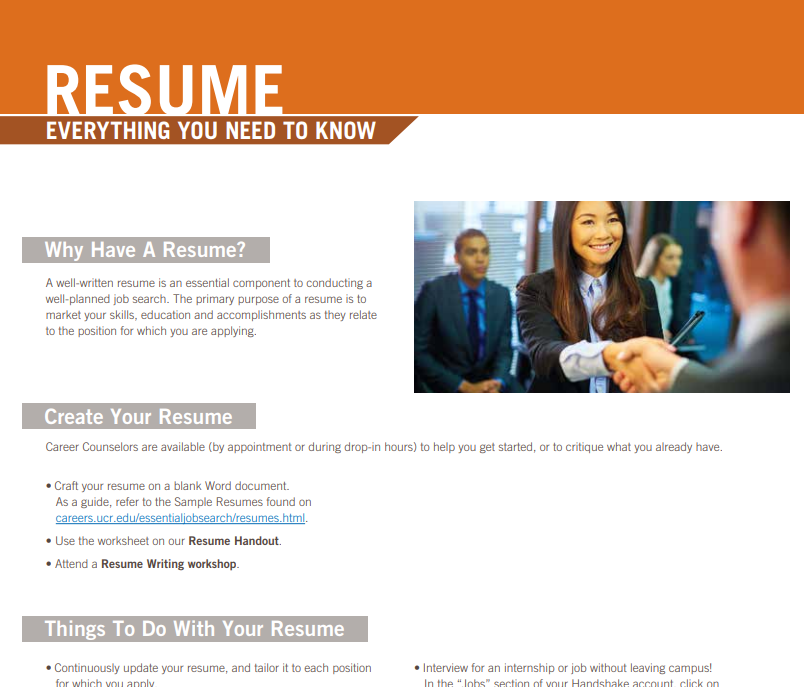 RESUME
EVERYTHING YOU NEED TO KNOW
Why Have A Resume?
A well-written resume is an essential component to conducting a
well-planned job search. The primary purpose of a resume is to
market your skills, education and accomplishments as they relate
to the position for which you are applying.
Create Your Resume
Career Counselors are available (by appointment or during drop-in hours) to help you get started, or to critique what you already have.
• Craft your resume on a blank Word document.
As a guide, refer to the Sample Resumes found on
careers.ucr.edu/essentialjobsearch/resumes.html.
• Use the worksheet on our Resume Handout.
• Attend a Resume Writing workshop.
Things To Do With Your Resume
• Continuously update your resume, and tailor it to each position
for which you apply.
• Interview for an internship or job without leaving campus!
In the “Jobs” section of your Handshake account, click on